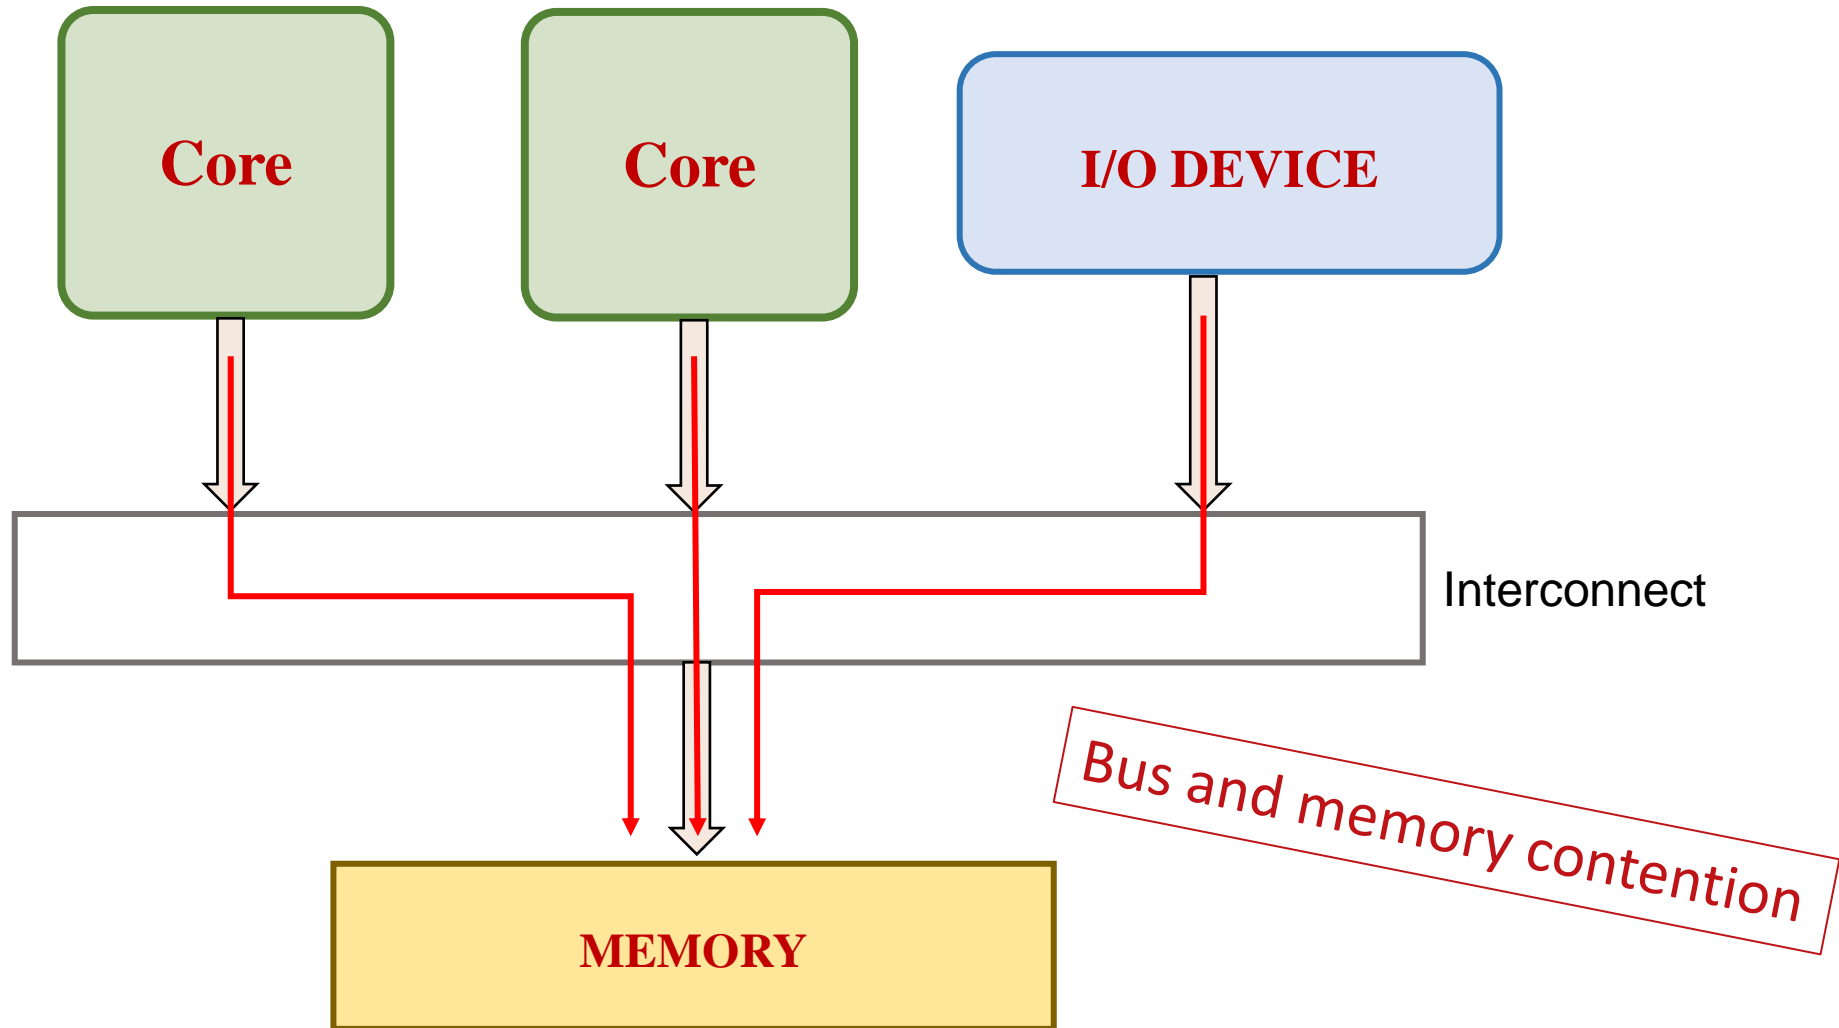 Core
Core
I/O DEVICE
Interconnect
Bus and memory contention
MEMORY